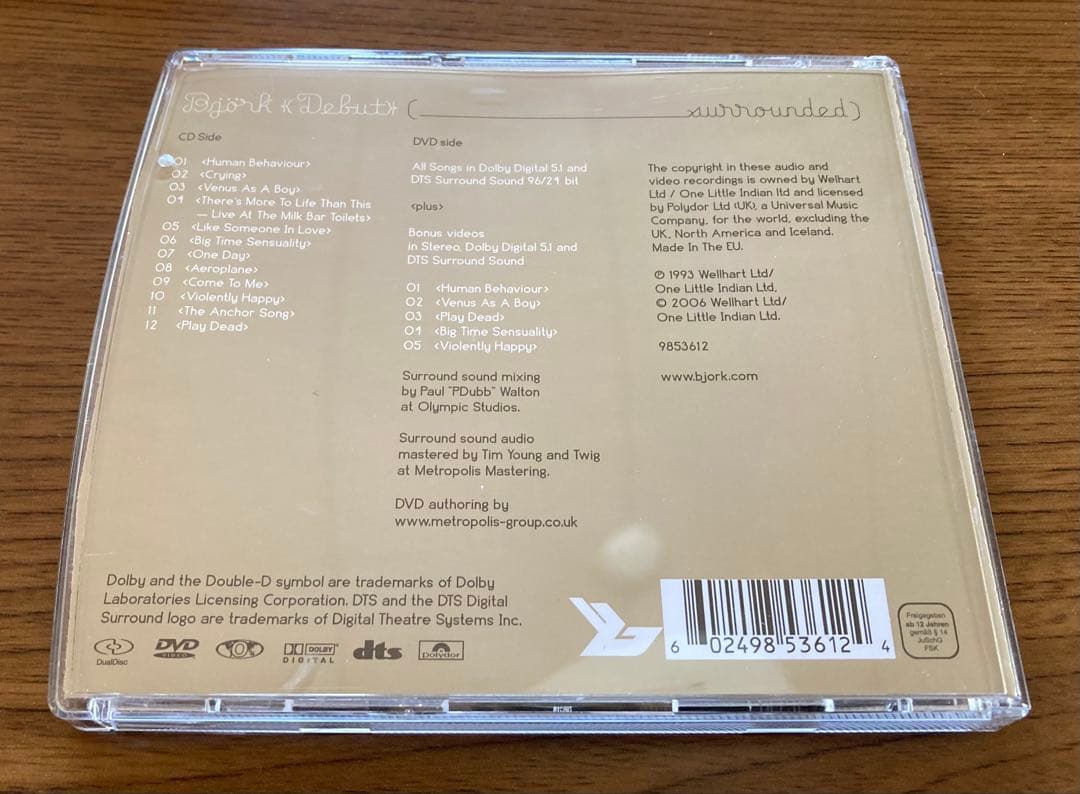 Björk «Debut» (surrounded)
CD Side
01 <Human Behaviour>
02 <Crying>
03 <Venus As A Boy>
04 <There's More To Life Than This
— Live At The Milk Bar Toilets>
05 <Like Someone In Love>
06 <Big Time Sensuality>
07 <One Day>
08 <Aeroplane>
09 <Come To Me>
10 <Violently Happy>
11 <The Anchor Song>
12 <Play Dead>
DVD side
All Songs in Dolby Digital 5.1 and
DTS Surround Sound 96/24 bit
<plus>
Bonus videos
in Stereo, Dolby Digital 5.1 and
DTS Surround Sound
01 <Human Behaviour>
02 <Venus As A Boy>
03 <Play Dead>
04 <Big Time Sensuality>
05 <Violently Happy>
Surround sound mixing
by Paul "PDubb" Walton
at Olympic Studios.
Surround sound audio
mastered by Tim Young and Twig
at Metropolis Mastering.
DVD authoring by
www.metropolis-group.co.uk
The copyright in these audio and
video recordings is owned by Welhart
Ltd / One Little Indian ltd and licensed
by Polydor Ltd (UK), a Universal Music
Company, for the world, excluding the
UK, North America and Iceland.
Made In The EU.
℗ 1993 Wellhart Ltd/
One Little Indian Ltd,
© 2006 Wellhart Ltd/
One Little Indian Ltd.
9853612
www.bjork.com
Dolby and the Double-D symbol are trademarks of Dolby
Laboratories Licensing Corporation. DTS and the DTS Digital
Surround logo are trademarks of Digital Theatre Systems Inc.
DualDisc
DVD VIDEO
DOLBY DIGITAL
dts
polydor
6 02498 53612 4
Freigegeben
ab 12 Jahren
gemäß § 14
JuSchG
FSK